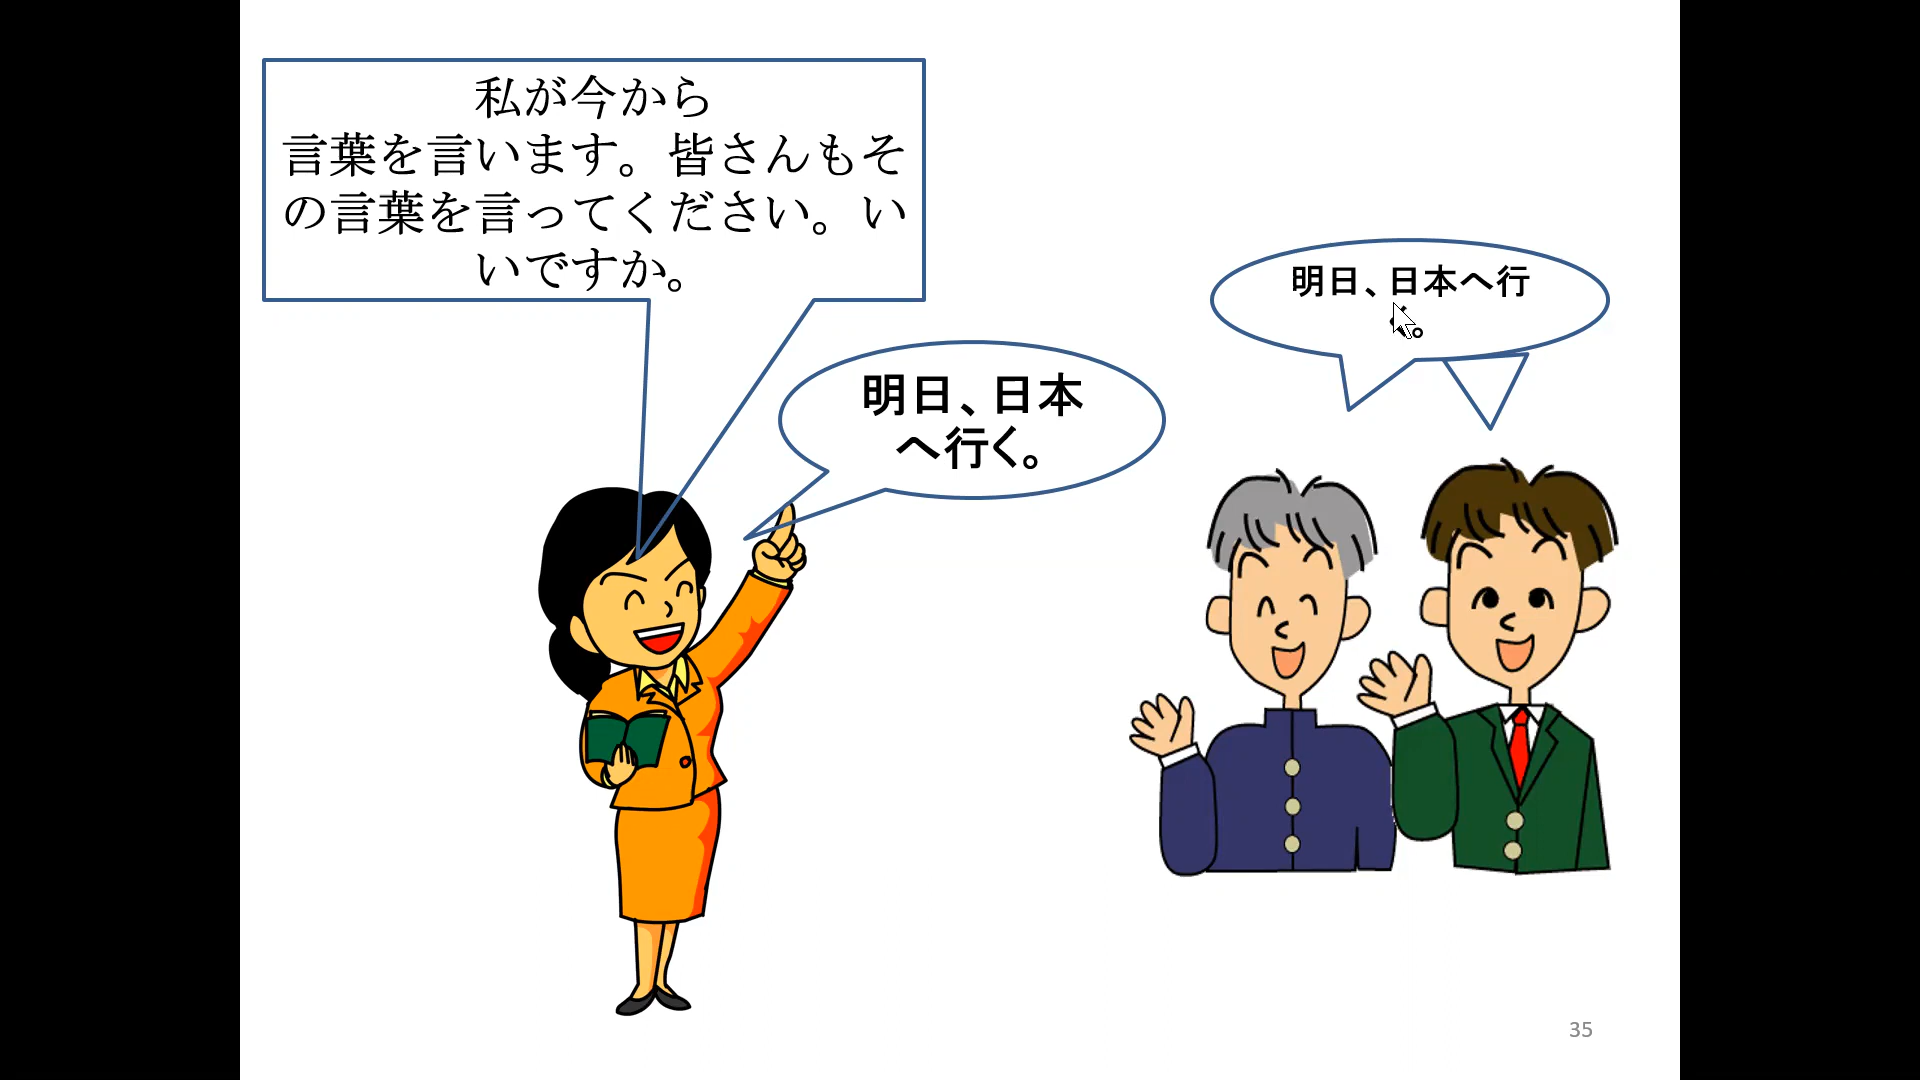 私が今から
言葉を言います。皆さんもそ
の言葉を言ってください。い
いですか。
明日、日本
へ行く。
明日、日本へ行
く。
35